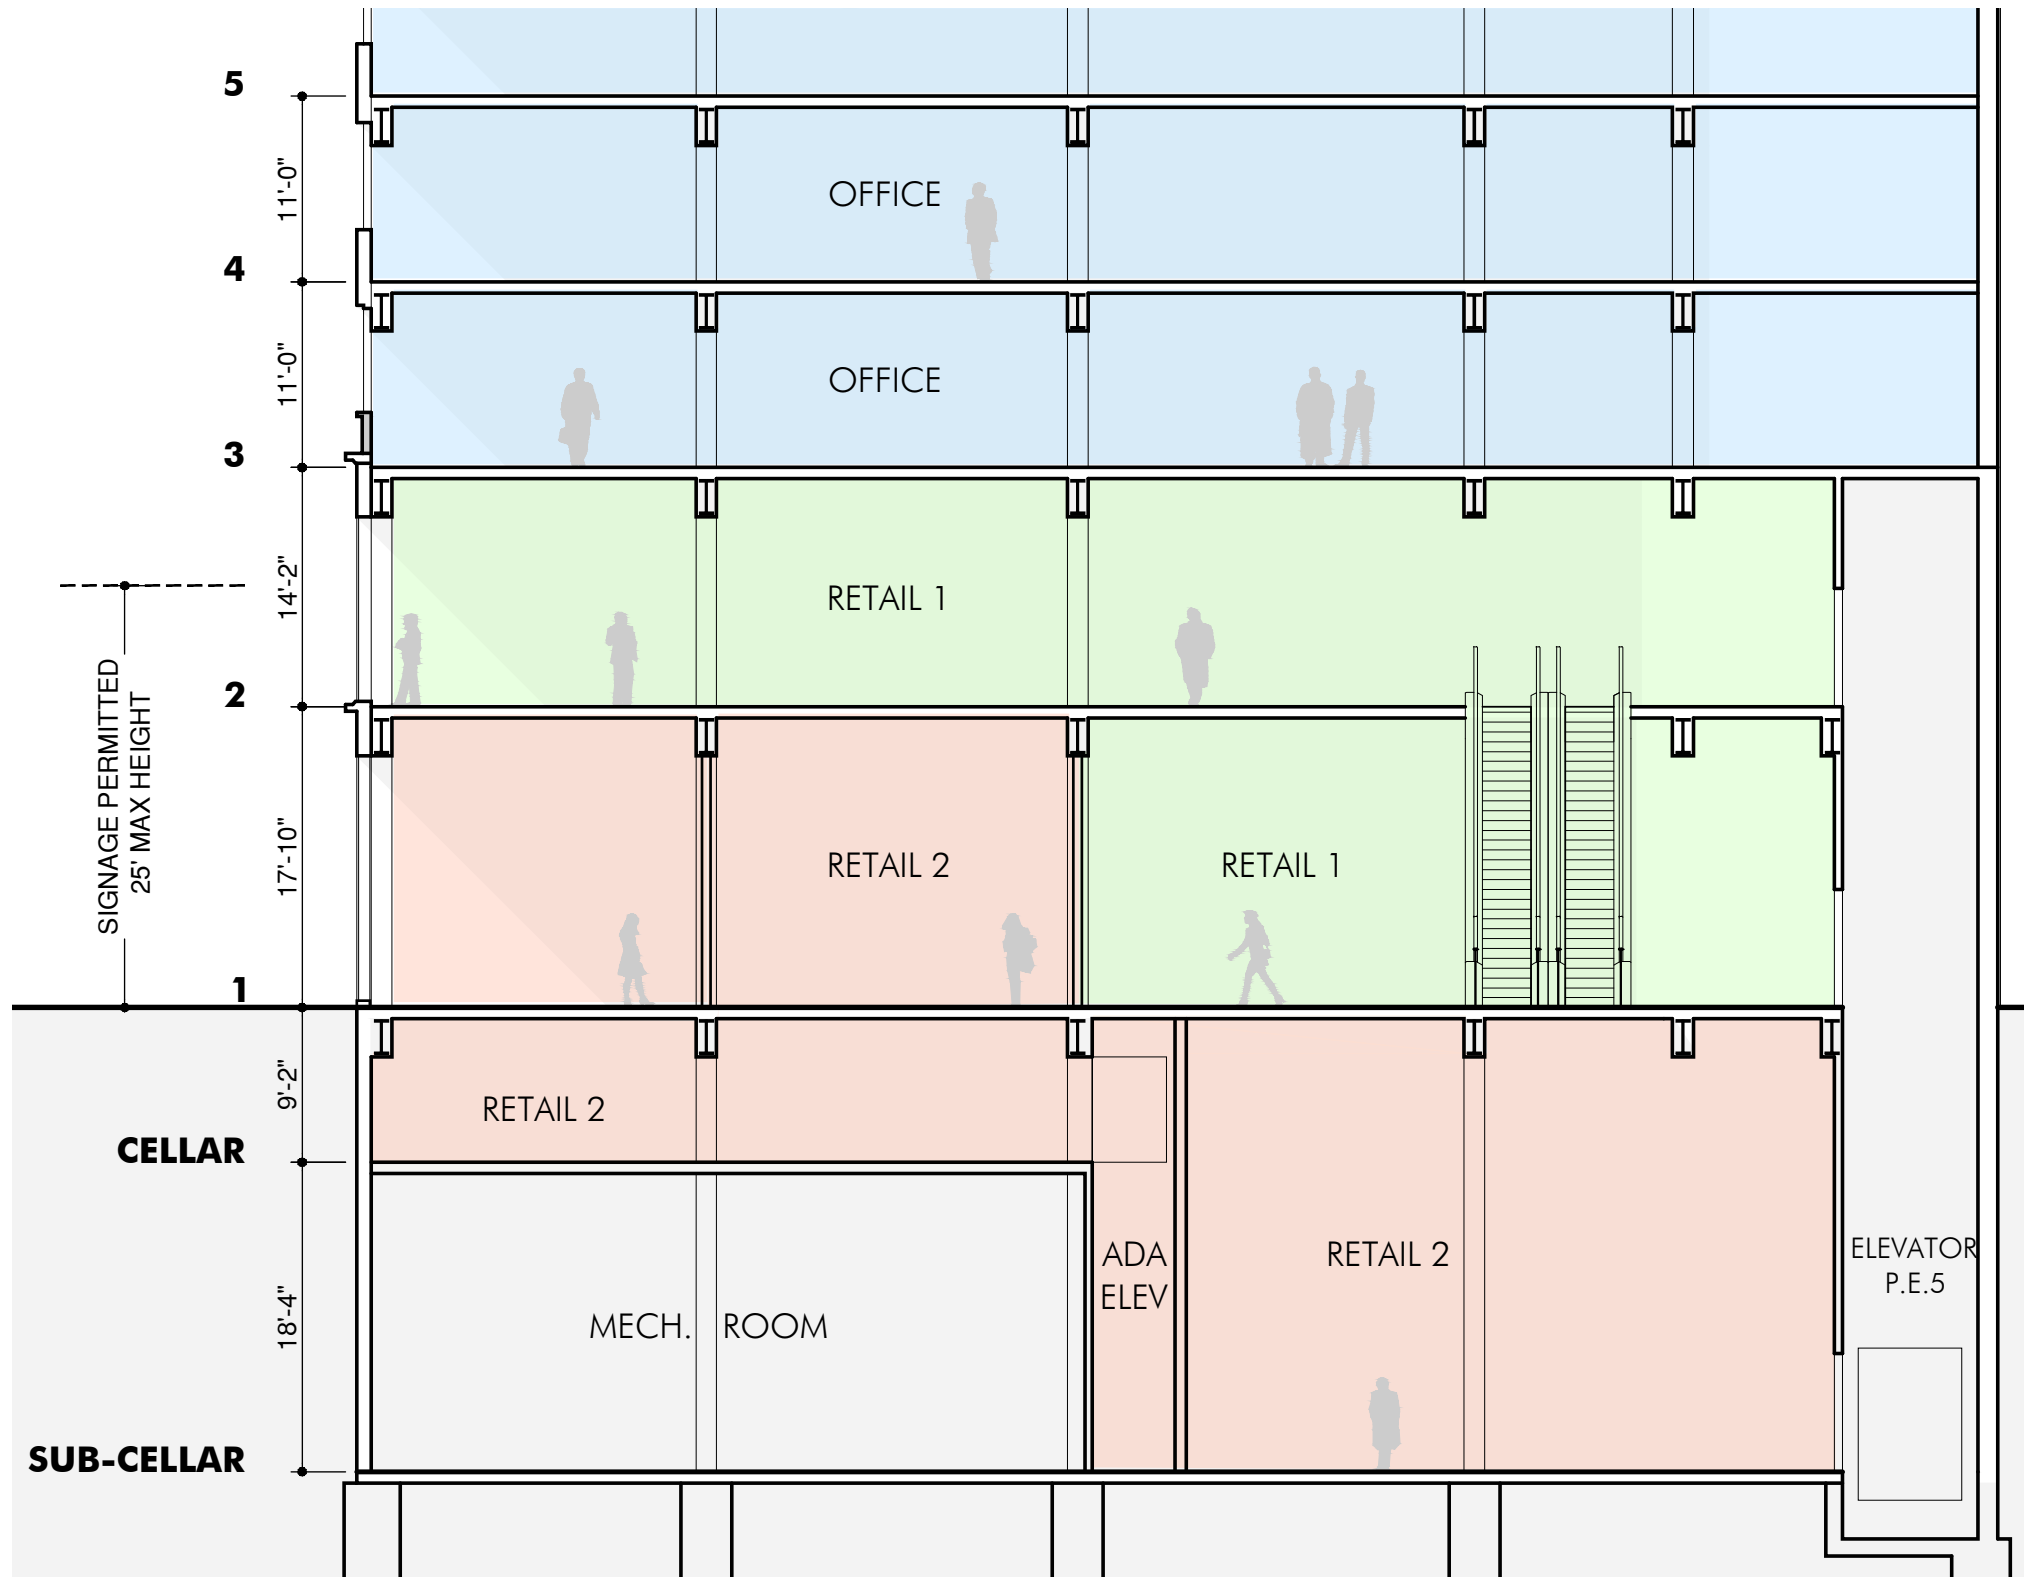 5
11'-0"
OFFICE
4
11'-0"
OFFICE
3
14'-2"
RETAIL 1
SIGNAGE PERMITTED
25' MAX HEIGHT
2
17'-10"
RETAIL 2
RETAIL 1
1
9'-2"
RETAIL 2
CELLAR
18'-4"
MECH. ROOM
ADA
ELEV
RETAIL 2
ELEVATOR
P.E.5
SUB-CELLAR